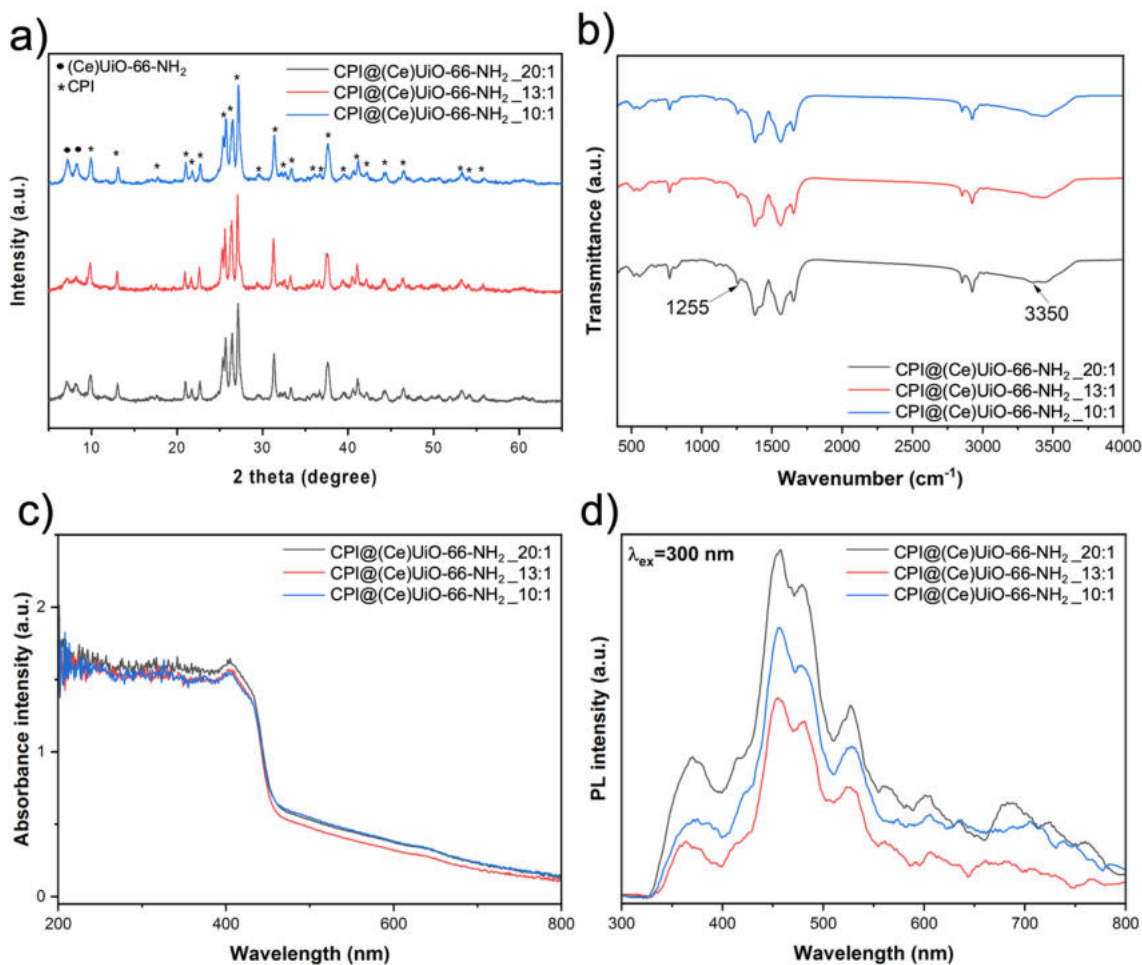 a)
● (Ce)UiO-66-NH₂
* CPI
CPI@(Ce)UiO-66-NH₂_20:1
CPI@(Ce)UiO-66-NH₂_13:1
CPI@(Ce)UiO-66-NH₂_10:1
Intensity (a.u.)
10 20 30 40 50 60
2 theta (degree)
b)
Transmittance (a.u.)
1255
3350
CPI@(Ce)UiO-66-NH₂_20:1
CPI@(Ce)UiO-66-NH₂_13:1
CPI@(Ce)UiO-66-NH₂_10:1
500 1000 1500 2000 2500 3000 3500 4000
Wavenumber (cm⁻¹)
c)
CPI@(Ce)UiO-66-NH₂_20:1
CPI@(Ce)UiO-66-NH₂_13:1
CPI@(Ce)UiO-66-NH₂_10:1
Absorbance intensity (a.u.)
2
1
0
200 400 600 800
Wavelength (nm)
d)
λex=300 nm
CPI@(Ce)UiO-66-NH₂_20:1
CPI@(Ce)UiO-66-NH₂_13:1
CPI@(Ce)UiO-66-NH₂_10:1
PL intensity (a.u.)
300 400 500 600 700 800
Wavelength (nm)